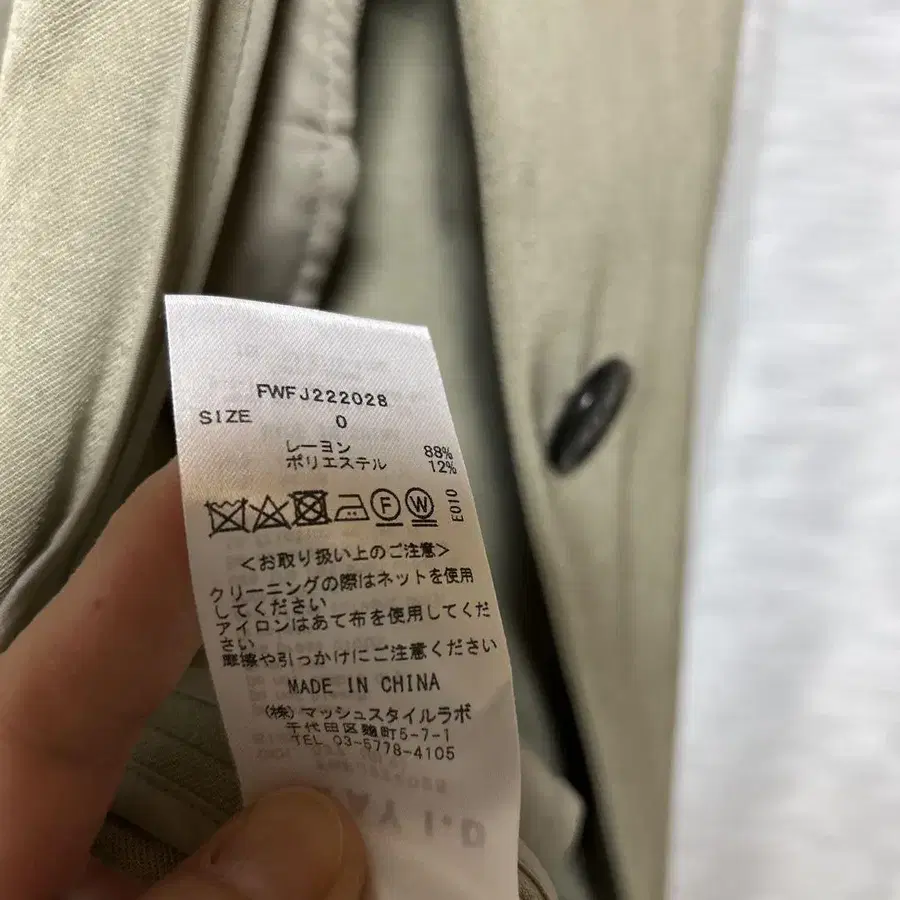 FWFJ222028
SIZE 0
レーヨン 88%
ポリエステル 12%
F W E010
<お取り扱い上のご注意>
クリーニングの際はネットを使用
してください
アイロンはあて布を使用してくだ
さい
摩擦や引っかけにご注意ください
MADE IN CHINA
(株)マッシュスタイルラボ
千代田区麹町5-7-1
TEL 03-5778-4105